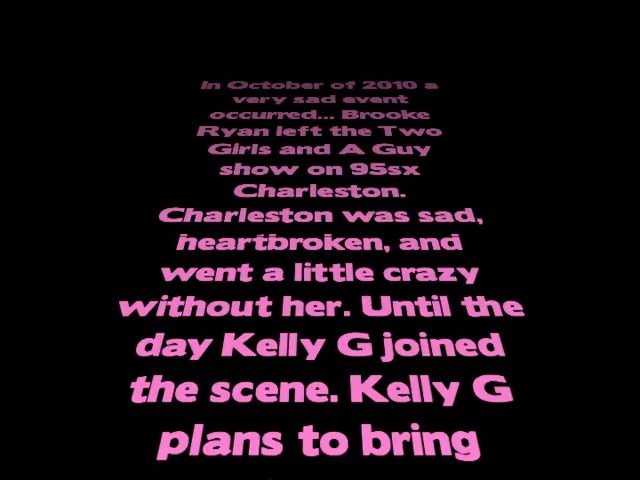 In October of 2010 a
very sad event
occurred... Brooke
Ryan left the Two
Girls and A Guy
show on 95sx
Charleston.
Charleston was sad,
heartbroken, and
went a little crazy
without her. Until the
day Kelly G joined
the scene. Kelly G
plans to bring